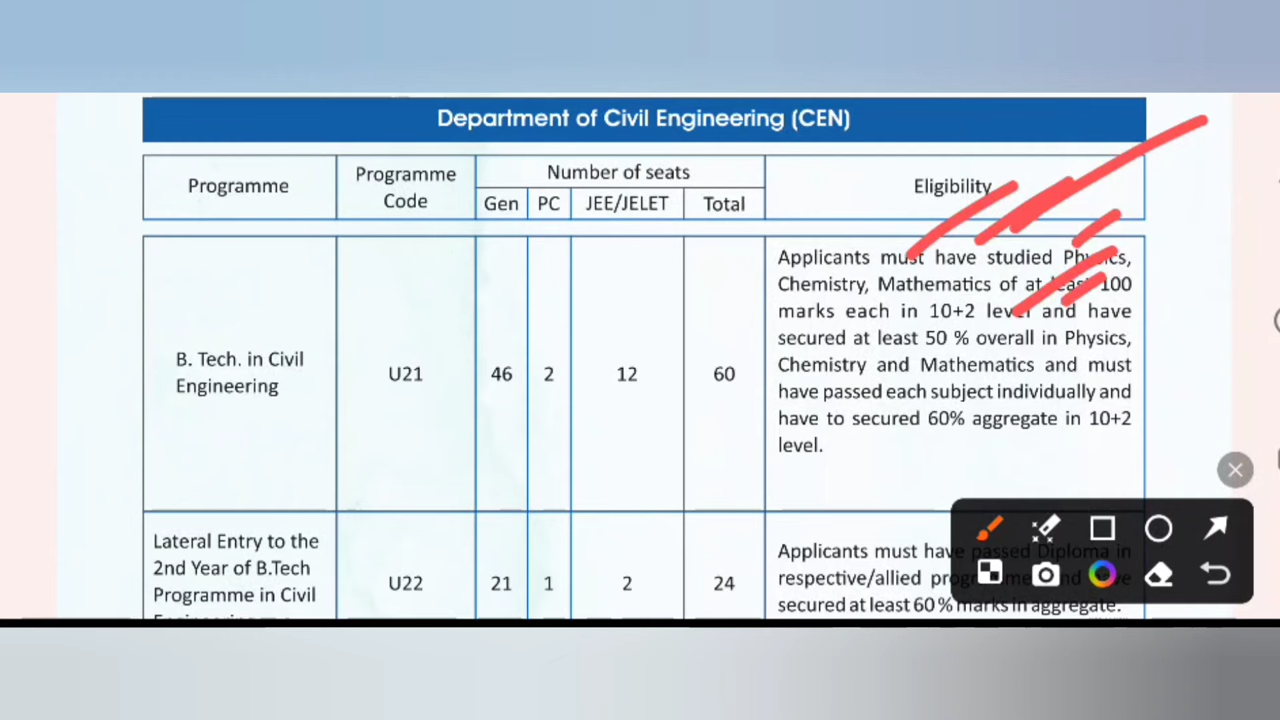 Department of Civil Engineering (CEN)
Programme
Programme Code
Number of seats
Gen PC JEE/JELET Total
Eligibility
B. Tech. in Civil
Engineering
U21
46 2 12 60
Applicants must have studied Physics,
Chemistry, Mathematics of at least 100
marks each in 10+2 level and have
secured at least 50 % overall in Physics,
Chemistry and Mathematics and must
have passed each subject individually and
have to secured 60% aggregate in 10+2
level.
Lateral Entry to the
2nd Year of B.Tech
Programme in Civil
U22
21 1 2 24
Applicants must have passed Diploma in
respective/allied
secured at least 60 % marks in aggregate.